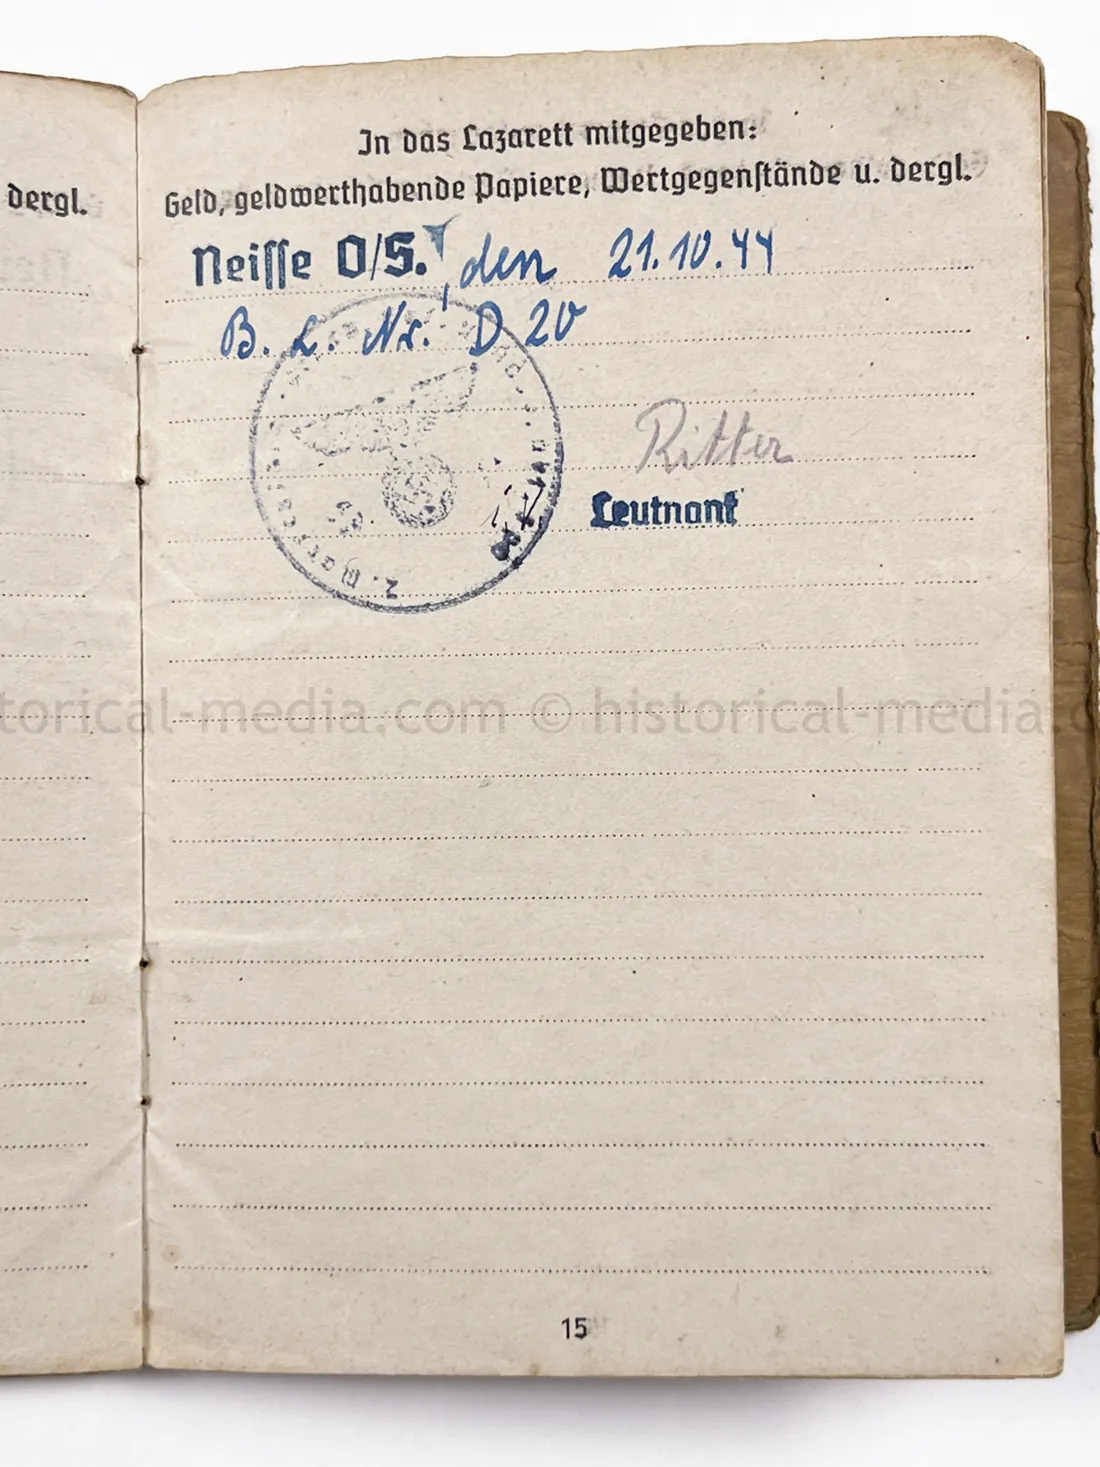 dergl.
In das Lazarett mitgegeben:
Geld, geldwerthabende Papiere, Wertgegenstände u. dergl.
Neisse O/S., den 21.10.44
B. L. Nr. D 20
Ritter
Leutnant
historical-media.com © historical-media.c
15